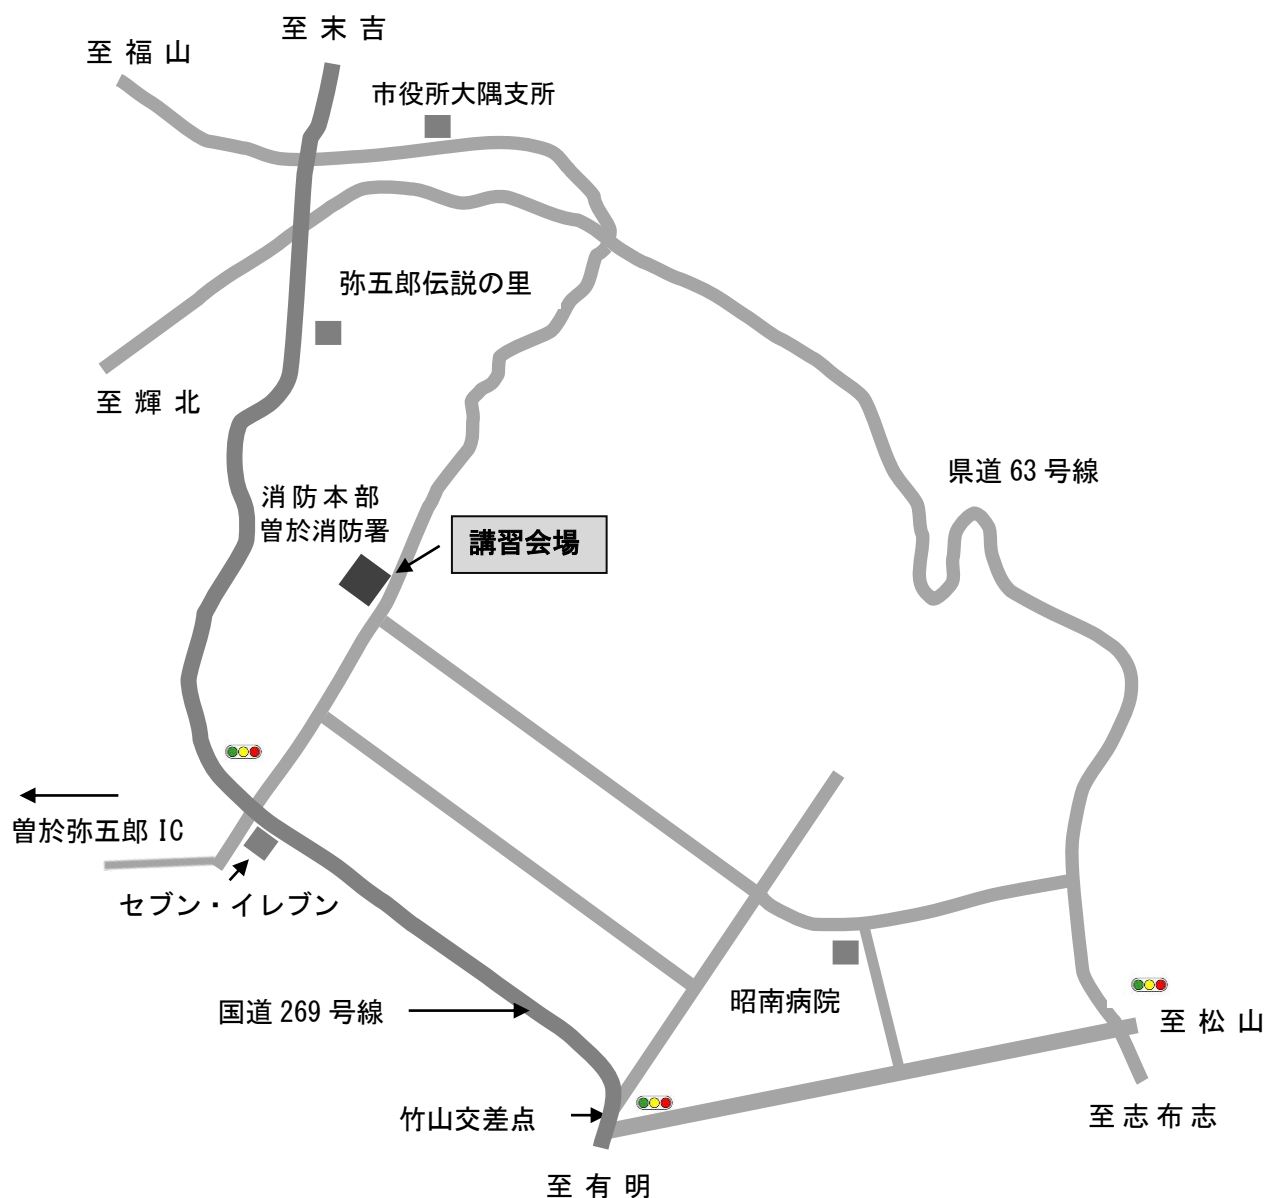 至 末 吉
至 福 山
市役所大隅支所
弥五郎伝説の里
至 輝 北
県道 63 号線
消防本部
曽於消防署
講習会場
曽於弥五郎 IC
セブン・イレブン
国道 269 号線
昭南病院
至 松 山
竹山交差点
至 志 布 志
至 有 明